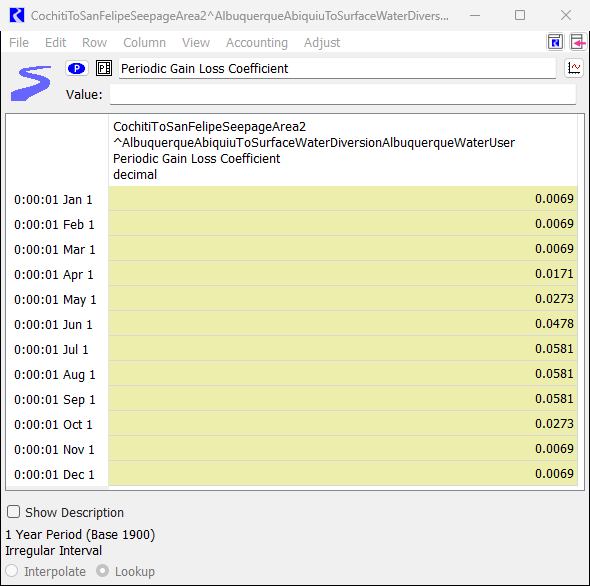 CochitiToSanFelipeSeepageArea2^AlbuquerqueAbiquiuToSurfaceWaterDivers...
File Edit Row Column View Accounting Adjust
P Periodic Gain Loss Coefficient
Value:
CochitiToSanFelipeSeepageArea2
^AlbuquerqueAbiquiuToSurfaceWaterDiversionAlbuquerqueWaterUser
Periodic Gain Loss Coefficient
decimal
0:00:01 Jan 1 0.0069
0:00:01 Feb 1 0.0069
0:00:01 Mar 1 0.0069
0:00:01 Apr 1 0.0171
0:00:01 May 1 0.0273
0:00:01 Jun 1 0.0478
0:00:01 Jul 1 0.0581
0:00:01 Aug 1 0.0581
0:00:01 Sep 1 0.0581
0:00:01 Oct 1 0.0273
0:00:01 Nov 1 0.0069
0:00:01 Dec 1 0.0069
Show Description
1 Year Period (Base 1900)
Irregular Interval
Interpolate Lookup